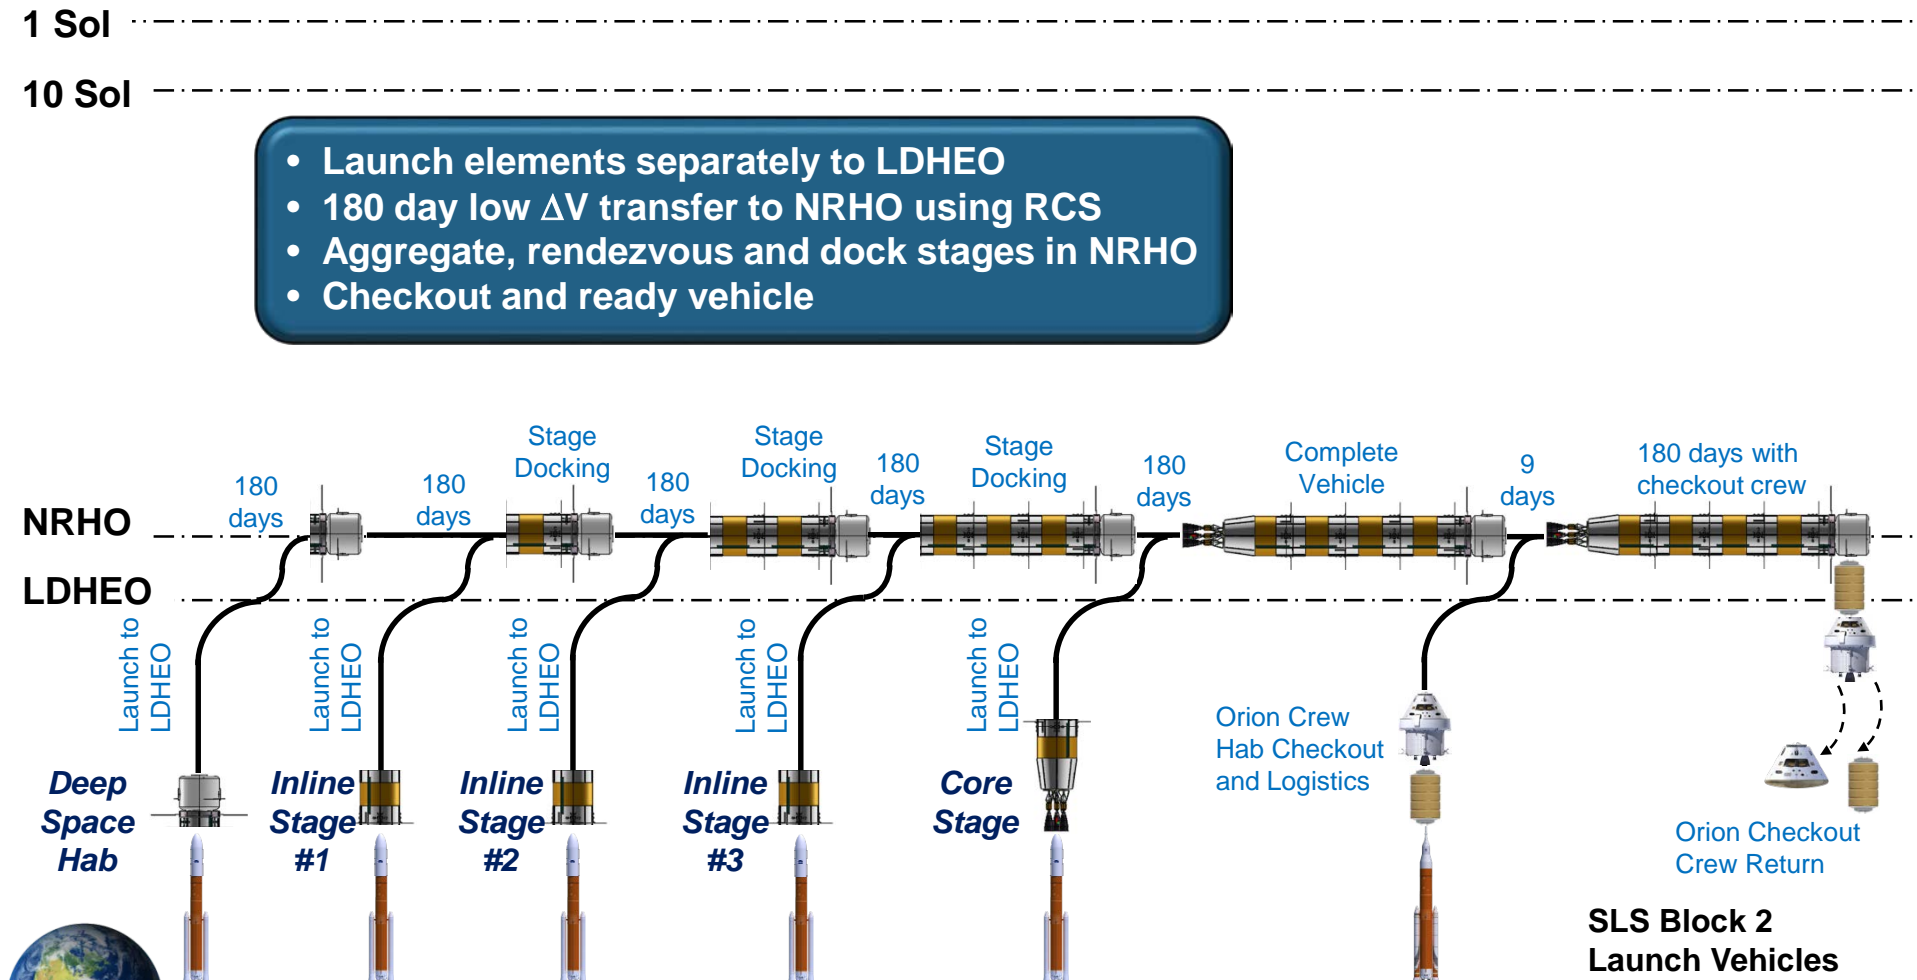 1 Sol
10 Sol
• Launch elements separately to LDHEO
• 180 day low ΔV transfer to NRHO using RCS
• Aggregate, rendezvous and dock stages in NRHO
• Checkout and ready vehicle
180
days
180
days
Stage
Docking
180
days
Stage
Docking
180
days
Stage
Docking
180
days
Complete
Vehicle
9
days
180 days with
checkout crew
NRHO
LDHEO
Launch to
LDHEO
Launch to
LDHEO
Launch to
LDHEO
Launch to
LDHEO
Launch to
LDHEO
Deep
Space
Hab
Inline
Stage
#1
Inline
Stage
#2
Inline
Stage
#3
Core
Stage
Orion Crew
Hab Checkout
and Logistics
Orion Checkout
Crew Return
SLS Block 2
Launch Vehicles